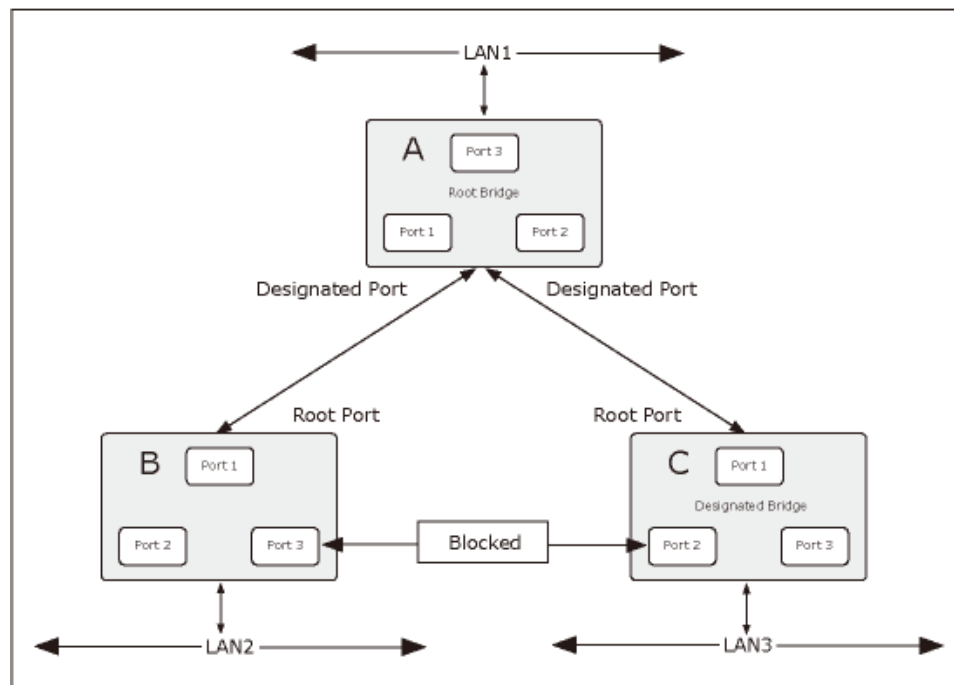 LAN1
A
Port 3
Root Bridge
Port 1
Port 2
Designated Port
Designated Port
Root Port
Root Port
B
Port 1
Port 2
Port 3
Blocked
C
Port 1
Designated Bridge
Port 2
Port 3
LAN2
LAN3